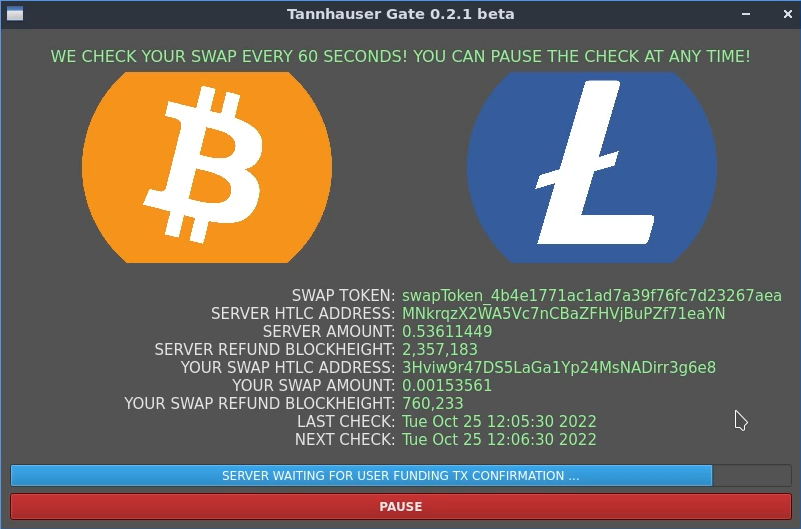 Tannhauser Gate 0.2.1 beta
WE CHECK YOUR SWAP EVERY 60 SECONDS! YOU CAN PAUSE THE CHECK AT ANY TIME!
SWAP TOKEN: swapToken_4b4e1771ac1ad7a39f76fc7d23267aea
SERVER HTLC ADDRESS: MNkrqzX2WA5Vc7nCBaZFHVjBuPZf71eaYN
SERVER AMOUNT: 0.53611449
SERVER REFUND BLOCKHEIGHT: 2,357,183
YOUR SWAP HTLC ADDRESS: 3Hviw9r47DS5LaGa1Yp24MsNADirr3g6e8
YOUR SWAP AMOUNT: 0.00153561
YOUR SWAP REFUND BLOCKHEIGHT: 760,233
LAST CHECK: Tue Oct 25 12:05:30 2022
NEXT CHECK: Tue Oct 25 12:06:30 2022
SERVER WAITING FOR USER FUNDING TX CONFIRMATION ...
PAUSE